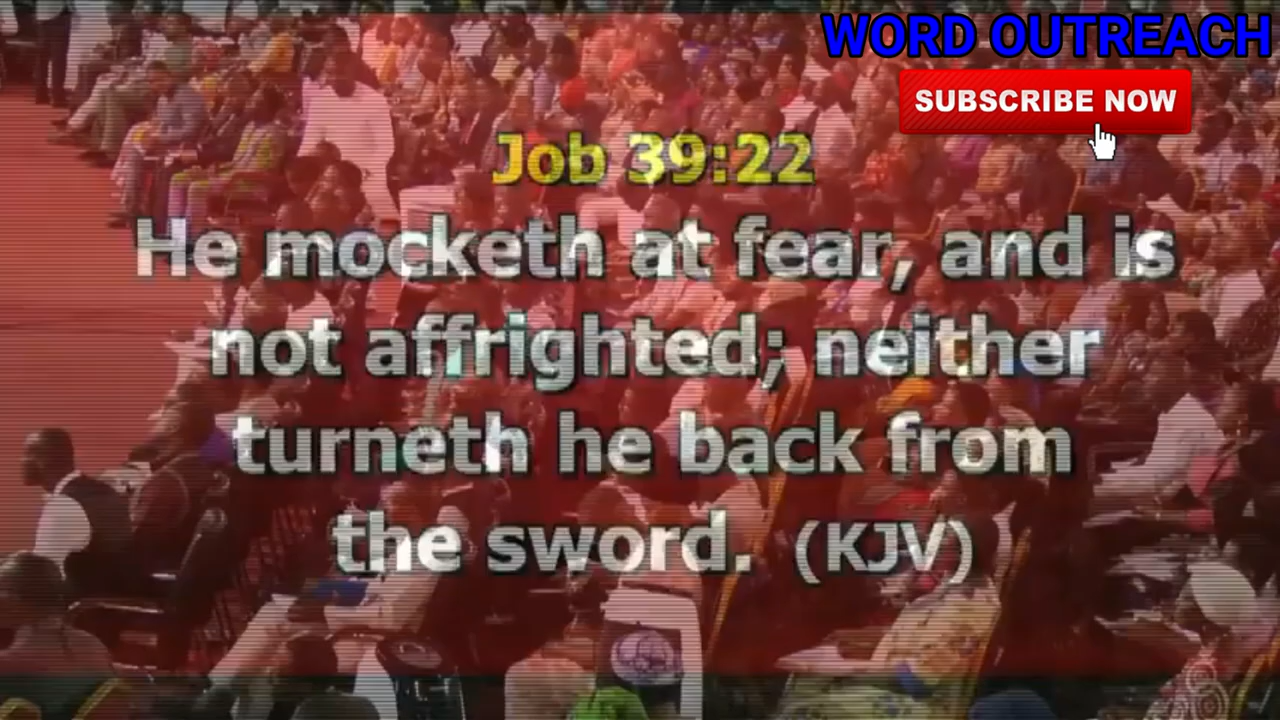 WORD OUTREACH
SUBSCRIBE NOW
Job 39:22
He mocketh at fear, and is
not affrighted; neither
turneth he back from
the sword. (KJV)